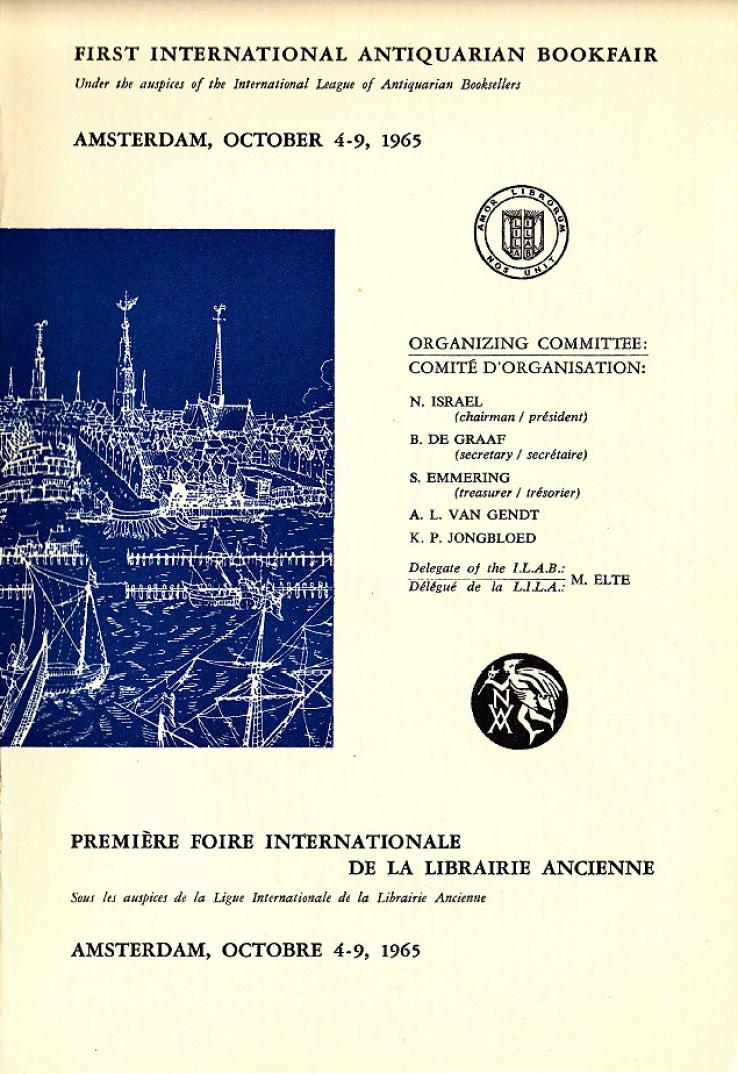 FIRST INTERNATIONAL ANTIQUARIAN BOOKFAIR
Under the auspices of the International League of Antiquarian Booksellers
AMSTERDAM, OCTOBER 4-9, 1965
AMOR LIBRORUM
NOS UNIT
LILA ILAB
ORGANIZING COMMITTEE:
COMITÉ D'ORGANISATION:
N. ISRAEL
(chairman / président)
B. DE GRAAF
(secretary / secrétaire)
S. EMMERING
(treasurer / trésorier)
A. L. VAN GENDT
K. P. JONGBLOED
Delegate of the I.L.A.B.:
Délégué de la L.I.L.A.: M. ELTE
NVA
PREMIÈRE FOIRE INTERNATIONALE
DE LA LIBRAIRIE ANCIENNE
Sous les auspices de la Ligue Internationale de la Librairie Ancienne
AMSTERDAM, OCTOBRE 4-9, 1965